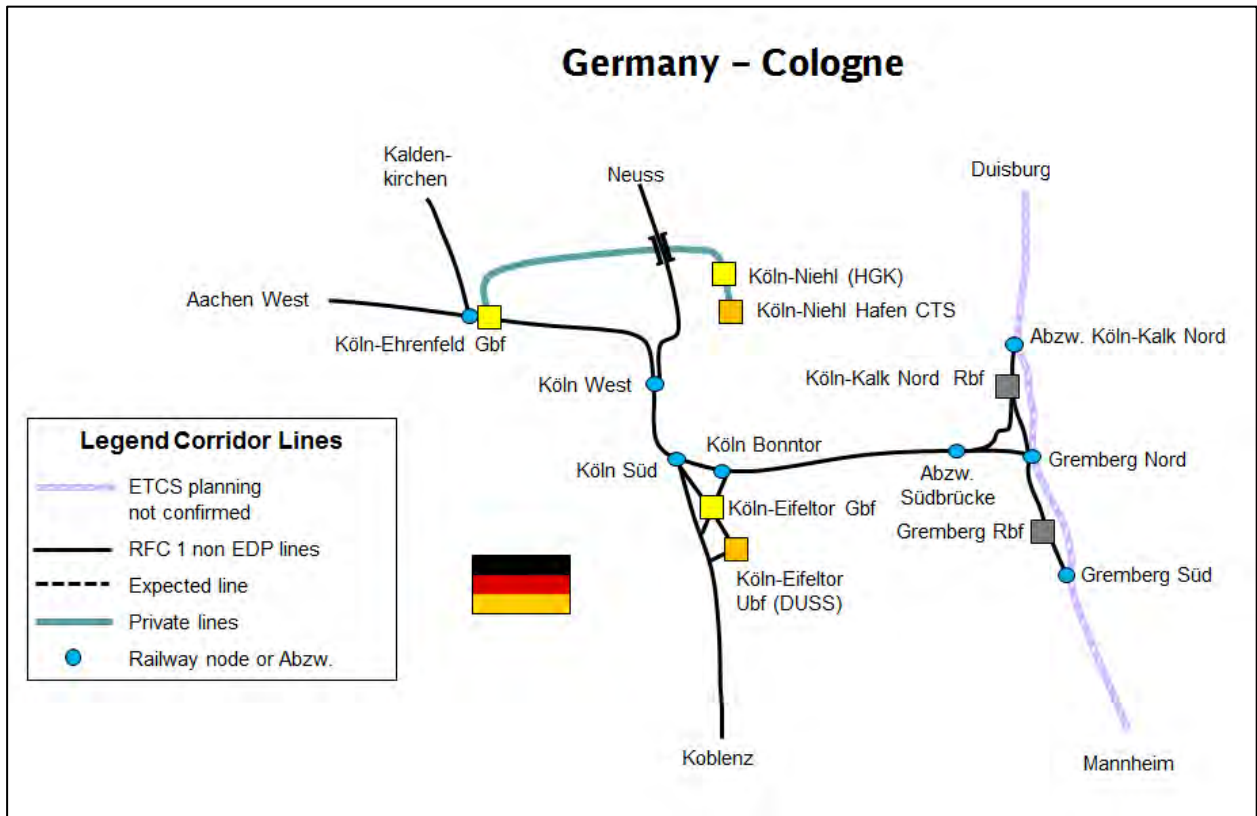 Germany – Cologne
Kalden-
kirchen
Neuss
Duisburg
Aachen West
Köln-Niehl (HGK)
Köln-Niehl Hafen CTS
Köln-Ehrenfeld Gbf
Abzw. Köln-Kalk Nord
Köln-Kalk Nord Rbf
Köln West
Köln Bonntor
Köln Süd
Abzw.
Südbrücke
Gremberg Nord
Köln-Eifeltor Gbf
Gremberg Rbf
Köln-Eifeltor
Ubf (DUSS)
Gremberg Süd
Koblenz
Mannheim
Legend Corridor Lines
ETCS planning
not confirmed
RFC 1 non EDP lines
Expected line
Private lines
Railway node or Abzw.